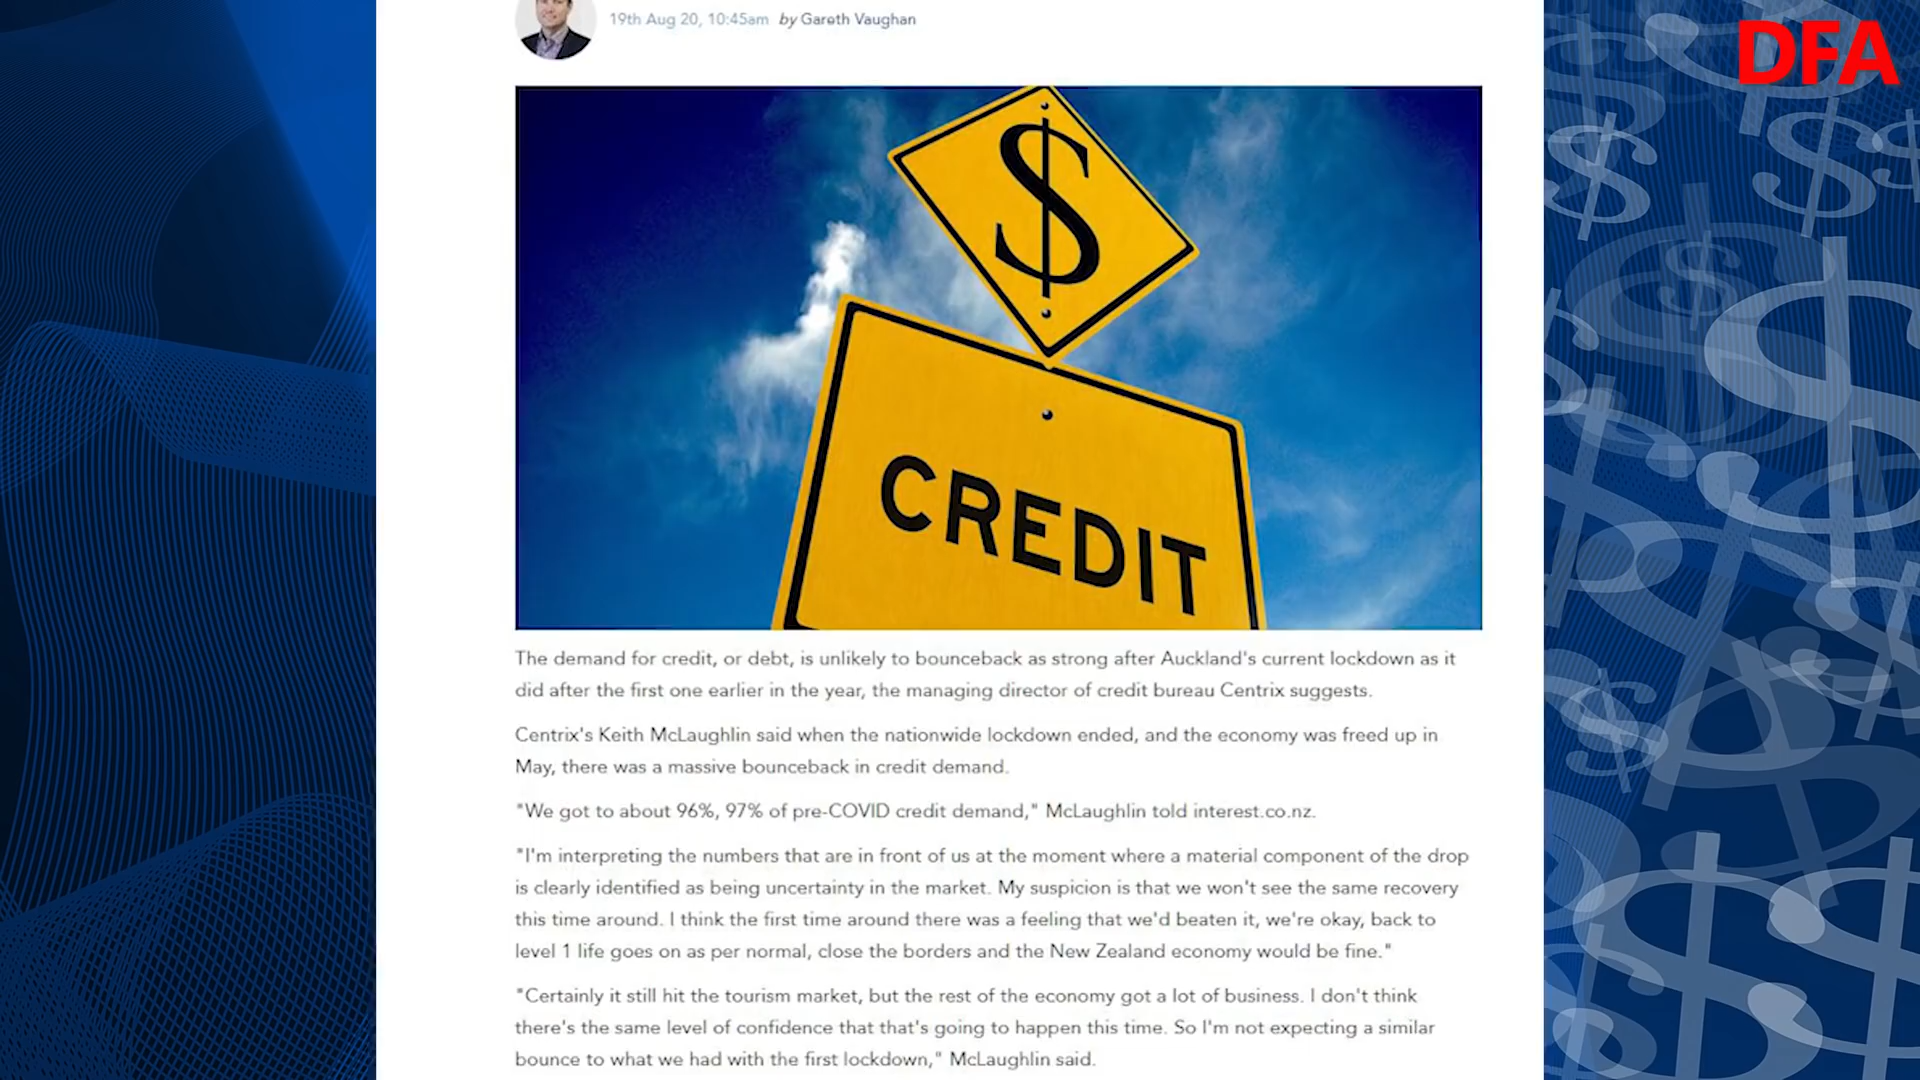 DFA
19th Aug 20, 10:45am by Gareth Vaughan
$
CREDIT
The demand for credit, or debt, is unlikely to bounceback as strong after Auckland's current lockdown as it
did after the first one earlier in the year, the managing director of credit bureau Centrix suggests.
Centrix's Keith McLaughlin said when the nationwide lockdown ended, and the economy was freed up in
May, there was a massive bounceback in credit demand.
"We got to about 96%, 97% of pre-COVID credit demand," McLaughlin told interest.co.nz.
"I'm interpreting the numbers that are in front of us at the moment where a material component of the drop
is clearly identified as being uncertainty in the market. My suspicion is that we won't see the same recovery
this time around. I think the first time around there was a feeling that we'd beaten it, we're okay, back to
level 1 life goes on as per normal, close the borders and the New Zealand economy would be fine."
"Certainly it still hit the tourism market, but the rest of the economy got a lot of business. I don't think
there's the same level of confidence that that's going to happen this time. So I'm not expecting a similar
bounce to what we had with the first lockdown," McLaughlin said.